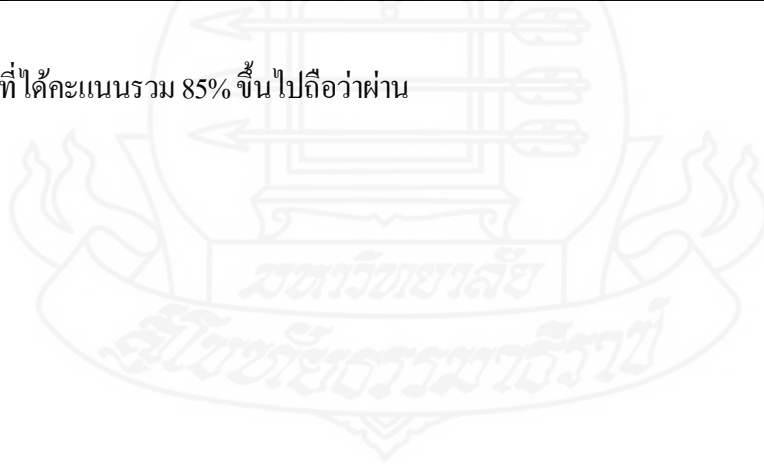 ที่ได้คะแนนรวม 85% ขึ้นไปถือว่าผ่าน
มหาวิทยาลัย
สุโขทัยธรรมาธิราช